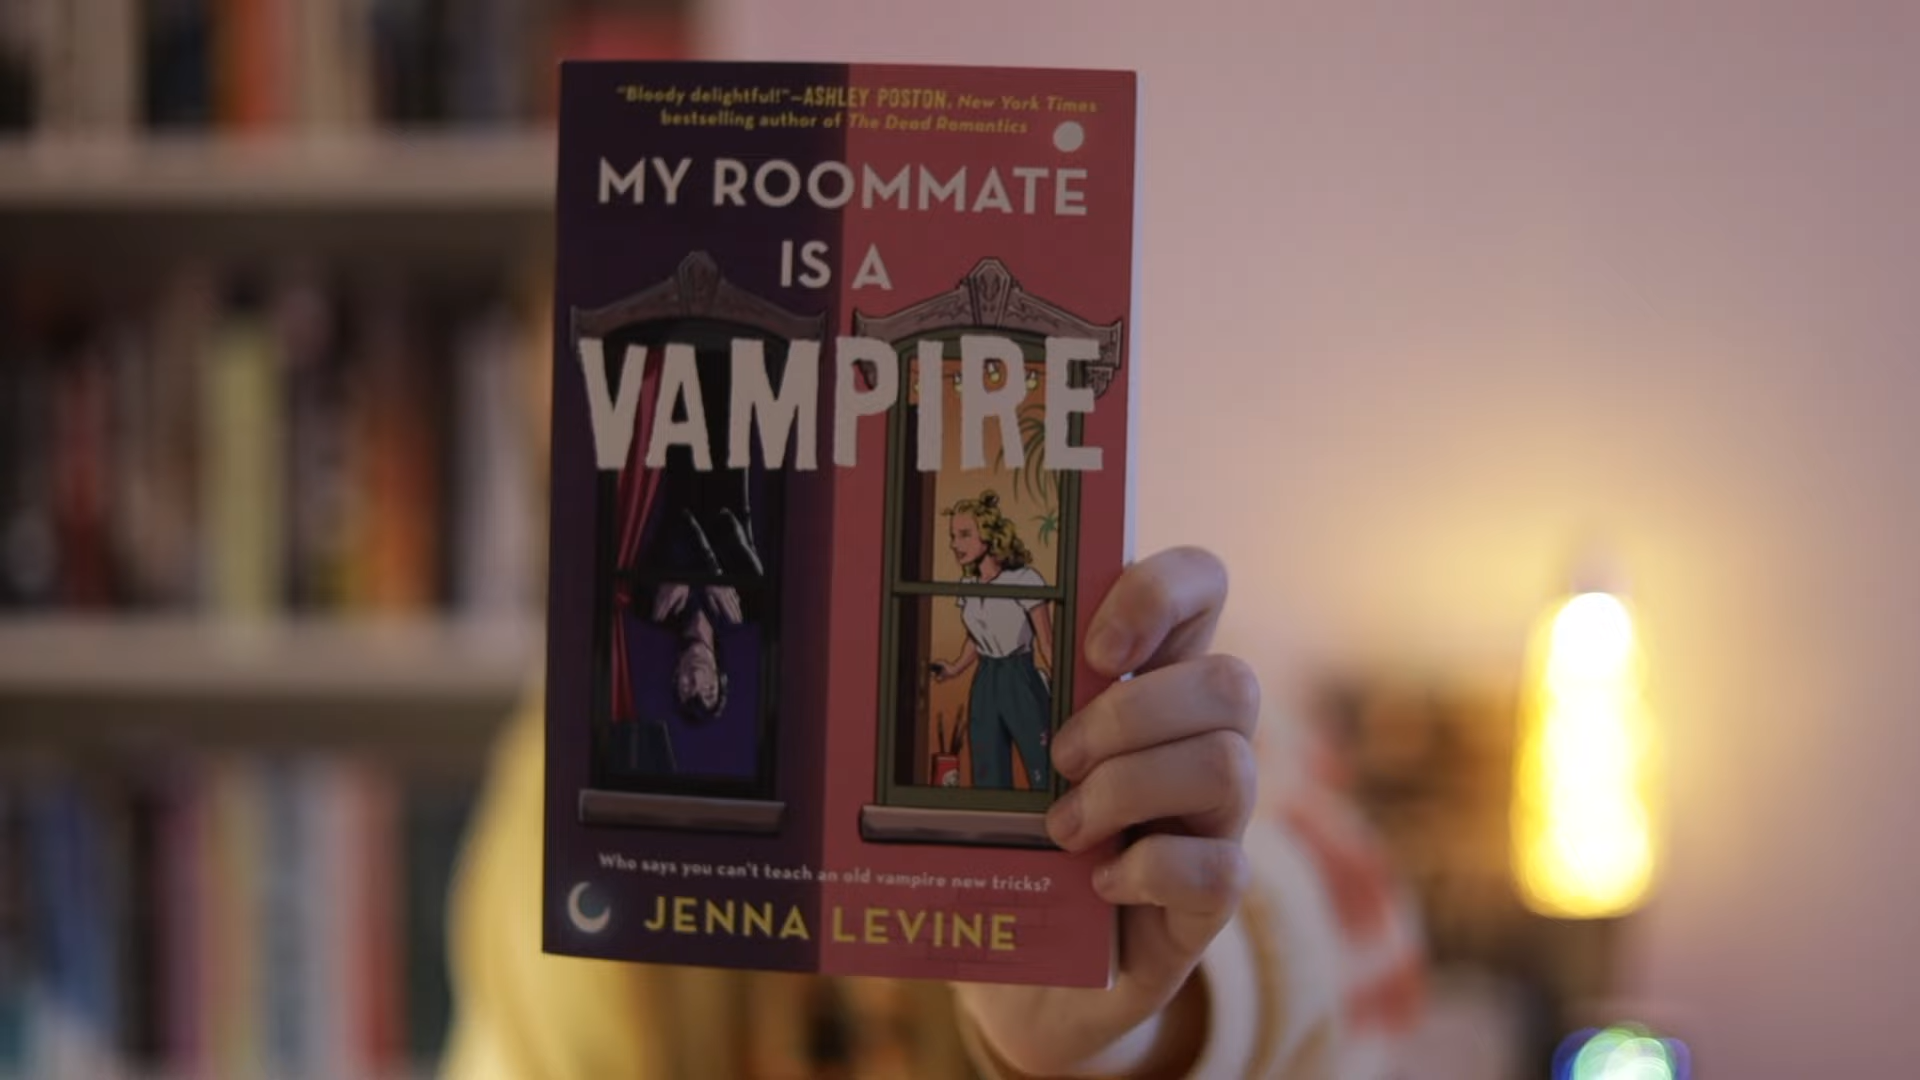 "Bloody delightful!"—ASHLEY POSTON, New York Times
bestselling author of The Dead Romantics
MY ROOMMATE
IS A
VAMPIRE
Who says you can't teach an old vampire new tricks?
JENNA LEVINE